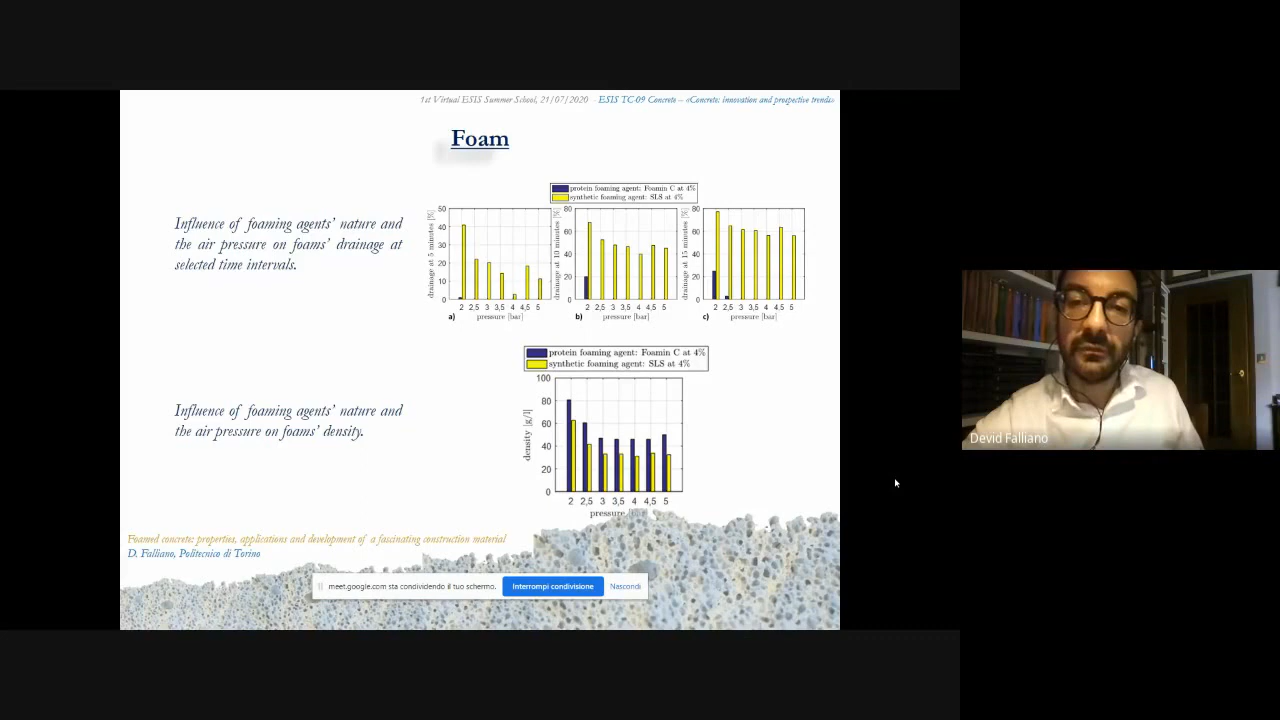 1st Virtual ESIS Summer School, 21/07/2020 ESIS TC-09 Concrete – «Concrete: innovation and prospective trends»
Foam
Influence of foaming agents' nature and
the air pressure on foams' drainage at
selected time intervals.
protein foaming agent: Foamin C at 4%
synthetic foaming agent: SLS at 4%
drainage at 5 minutes [%]
50
40
30
20
10
0
2 2,5 3 3,5 4 4,5 5
a) pressure [bar]
drainage at 10 minutes [%]
80
60
40
20
0
2 2,5 3 3,5 4 4,5 5
b) pressure [bar]
drainage at 15 minutes [%]
80
60
40
20
0
2 2,5 3 3,5 4 4,5 5
c) pressure [bar]
Influence of foaming agents' nature and
the air pressure on foams' density.
protein foaming agent: Foamin C at 4%
synthetic foaming agent: SLS at 4%
density [g/l]
100
80
60
40
20
0
2 2,5 3 3,5 4 4,5 5
pressure [bar]
Foamed concrete: properties, applications and development of a fascinating construction material
D. Falliano, Politecnico di Torino
meet.google.com sta condividendo il tuo schermo. Interrompi condivisione Nascondi
Devid Falliano